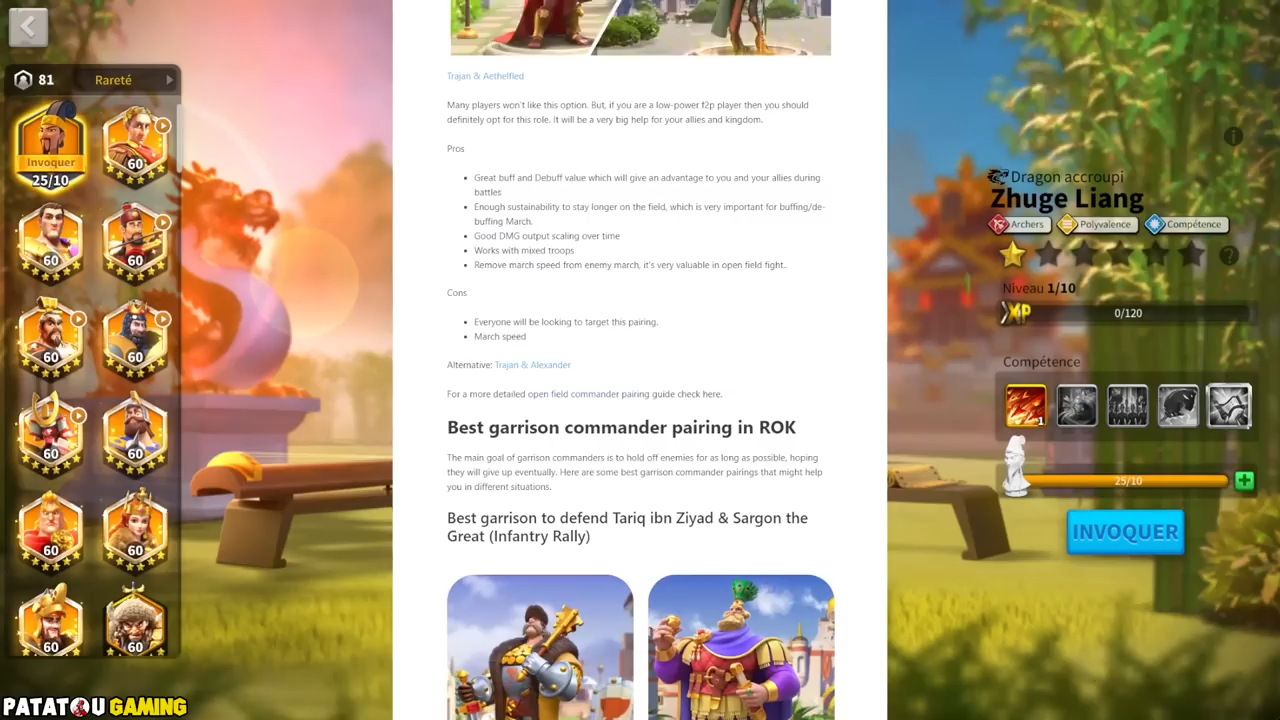 81 Rareté
Invoquer
25/10
60
60
60
60
60
60
60
60
60
60
60
60
PATATOU GAMING
Trajan & Aethelfled
Many players won't like this option. But, if you are a low-power f2p player then you should
definitely opt for this role. It will be a very big help for your allies and kingdom.
Pros
Great buff and Debuff value which will give an advantage to you and your allies during
battles
Enough sustainability to stay longer on the field, which is very important for buffing/de-
buffing March.
Good DMG output scaling over time
Works with mixed troops
Remove march speed from enemy march, it's very valuable in open field fight..
Cons
Everyone will be looking to target this pairing.
March speed
Alternative: Trajan & Alexander
For a more detailed open field commander pairing guide check here.
Best garrison commander pairing in ROK
The main goal of garrison commanders is to hold off enemies for as long as possible, hoping
they will give up eventually. Here are some best garrison commander pairings that might help
you in different situations.
Best garrison to defend Tariq ibn Ziyad & Sargon the
Great (Infantry Rally)
Dragon accroupi
Zhuge Liang
Archers Polyvalence Compétence
?
Niveau 1/10
XP 0/120
Compétence
1
25/10
INVOQUER